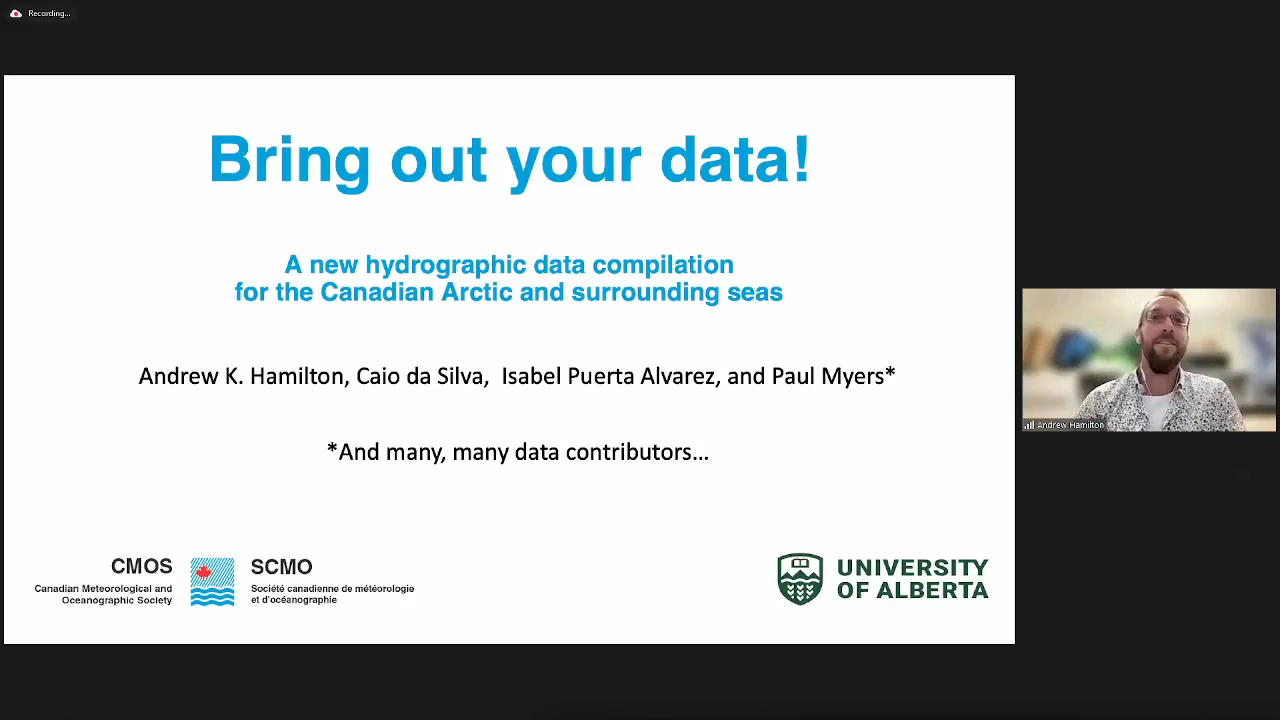 Recording...
Bring out your data!
A new hydrographic data compilation
for the Canadian Arctic and surrounding seas
Andrew K. Hamilton, Caio da Silva,  Isabel Puerta Alvarez, and Paul Myers*
*And many, many data contributors...
CMOS
Canadian Meteorological and
Oceanographic Society
SCMO
Société canadienne de météorologie
et d'océanographie
UNIVERSITY
OF ALBERTA
Andrew Hamilton